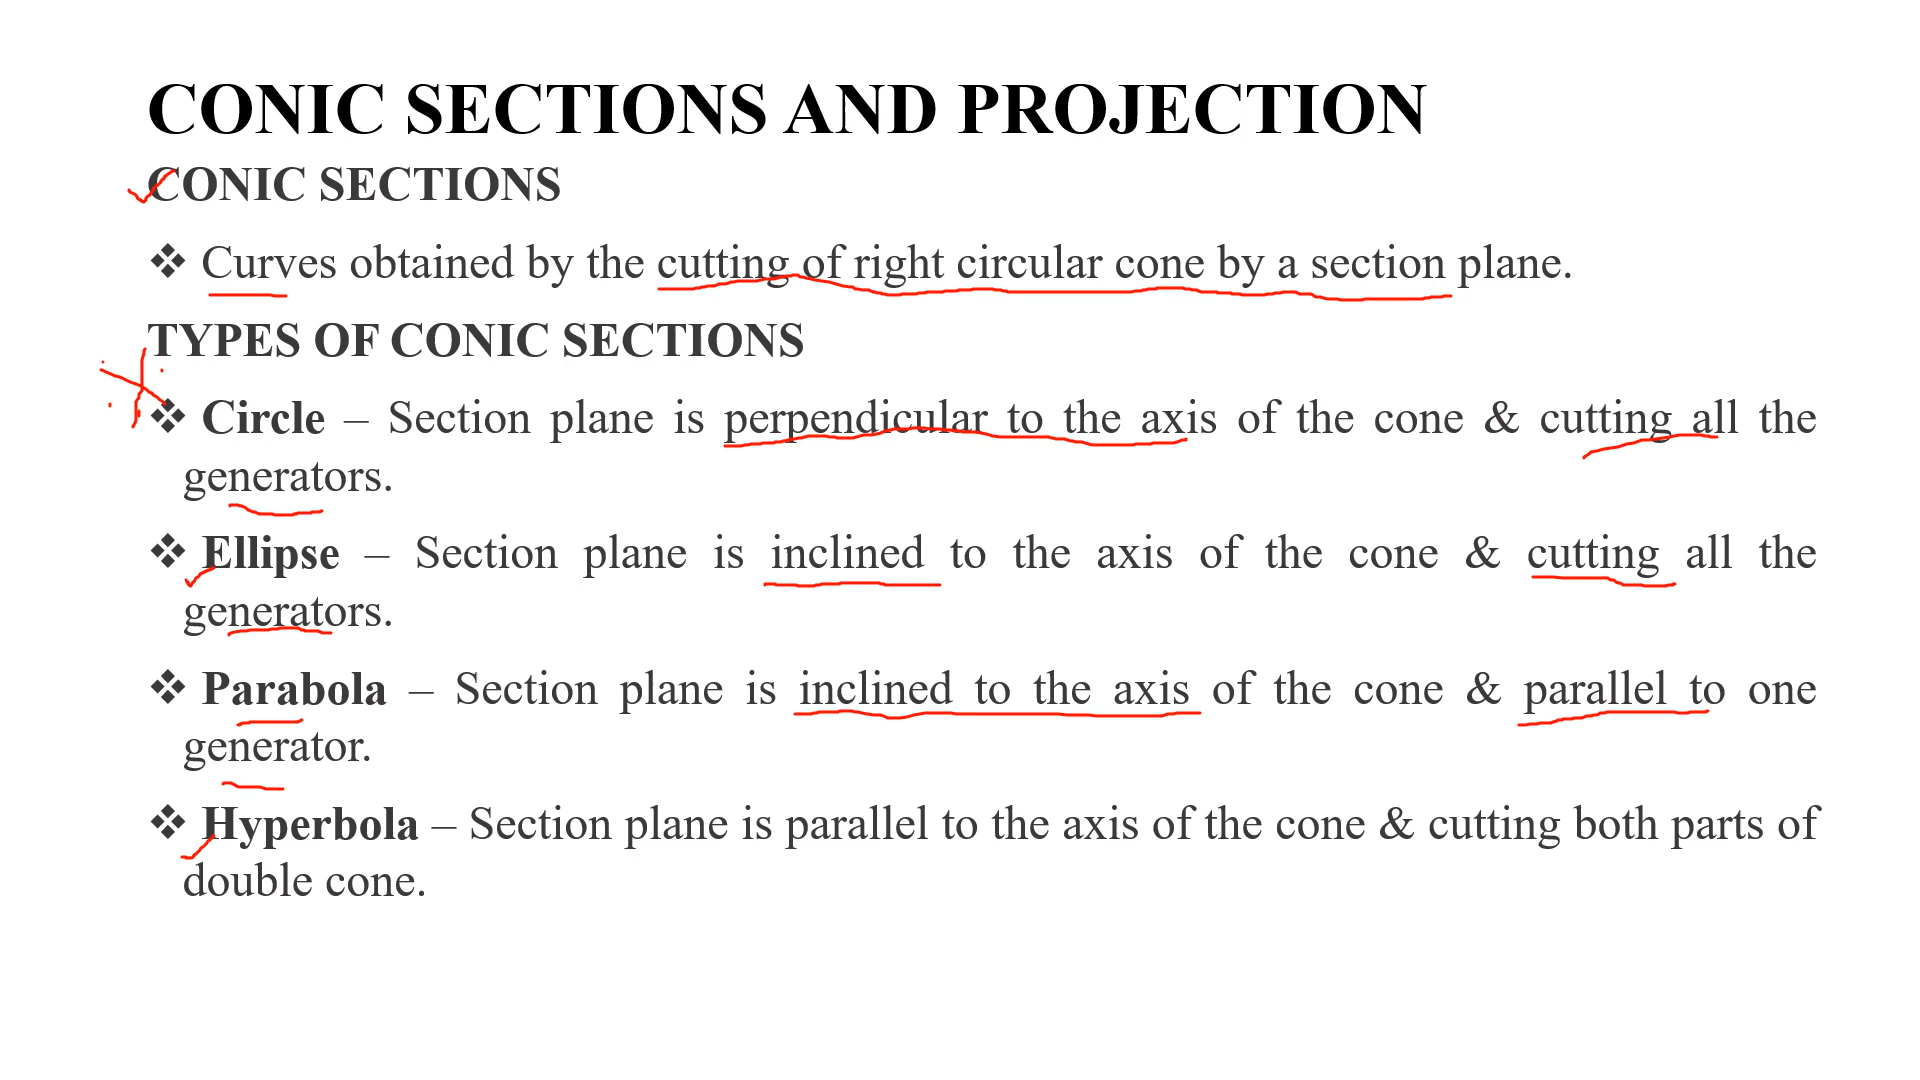 CONIC SECTIONS AND PROJECTION
CONIC SECTIONS
❖ Curves obtained by the cutting of right circular cone by a section plane.
TYPES OF CONIC SECTIONS
❖ Circle – Section plane is perpendicular to the axis of the cone & cutting all the
generators.
❖ Ellipse – Section plane is inclined to the axis of the cone & cutting all the
generators.
❖ Parabola – Section plane is inclined to the axis of the cone & parallel to one
generator.
❖ Hyperbola – Section plane is parallel to the axis of the cone & cutting both parts of
double cone.